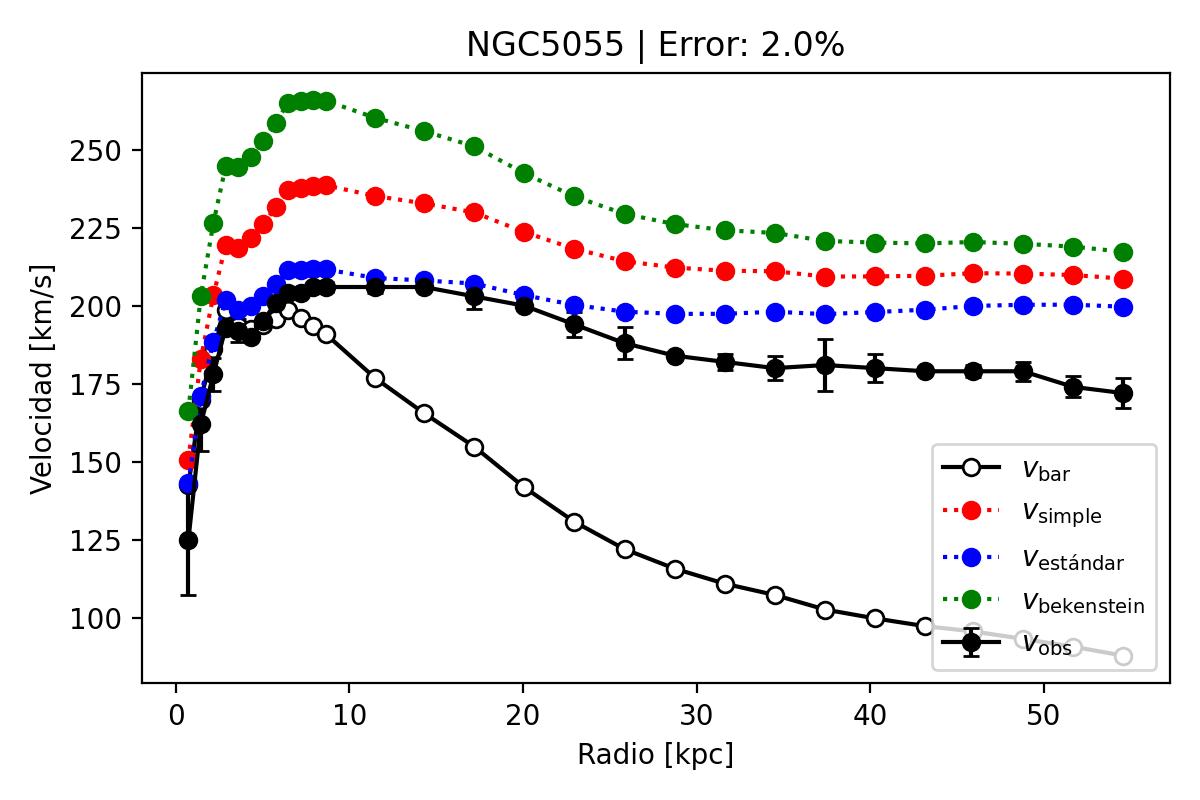 NGC5055 | Error: 2.0%
Velocidad [km/s]
250
225
200
175
150
125
100
v_bar
v_simple
v_estándar
v_bekenstein
v_obs
0 10 20 30 40 50
Radio [kpc]